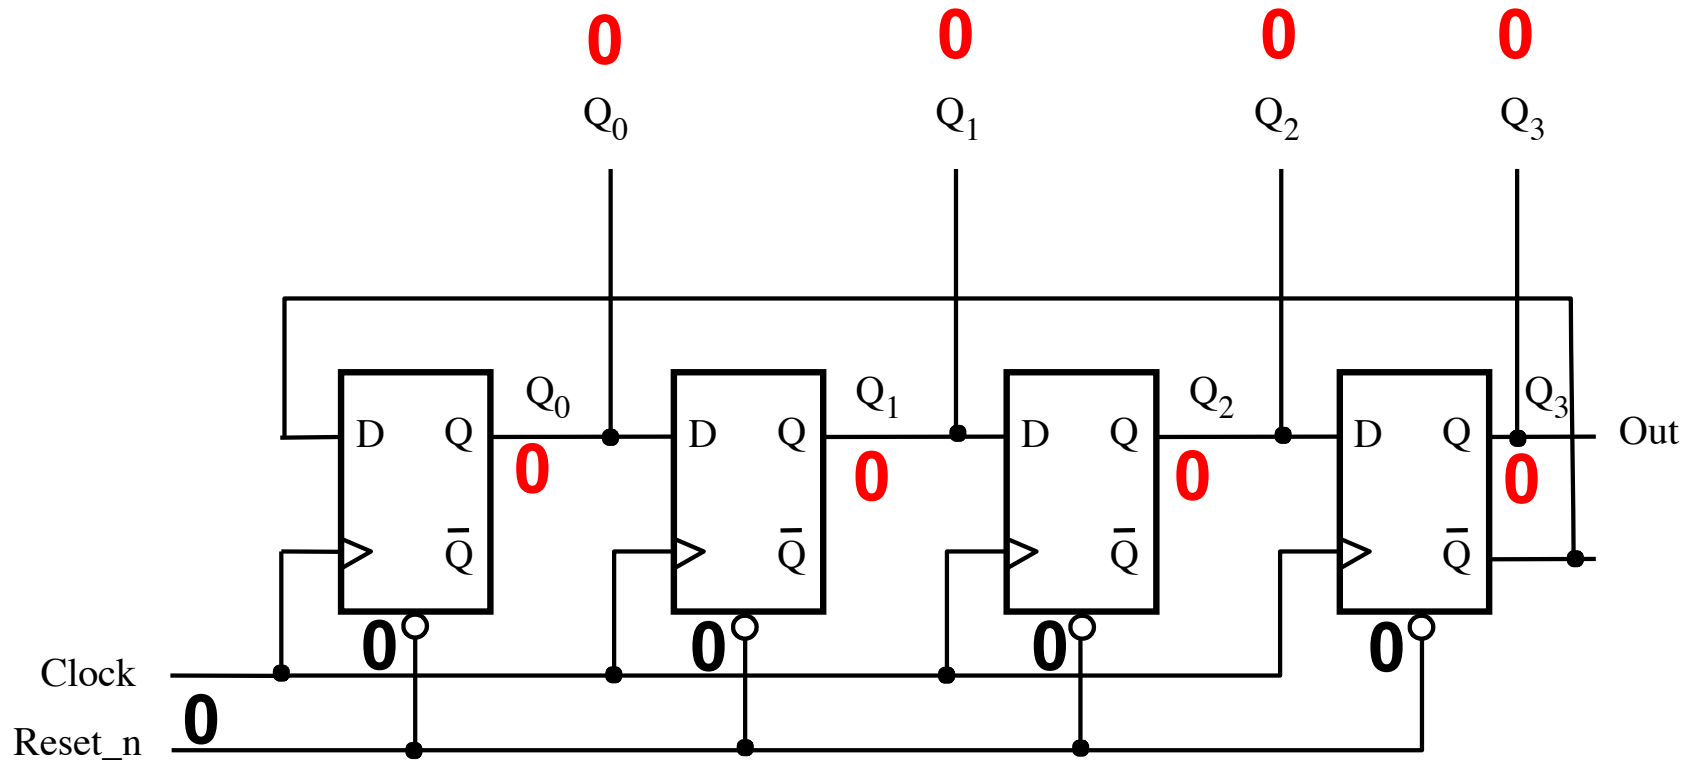 0 0 0 0
Q0 Q1 Q2 Q3
Q0 Q1 Q2 Q3
D Q D Q D Q D Q Out
0 0 0 0
Q̅ Q̅ Q̅ Q̅
0 0 0 0
Clock
0
Reset_n